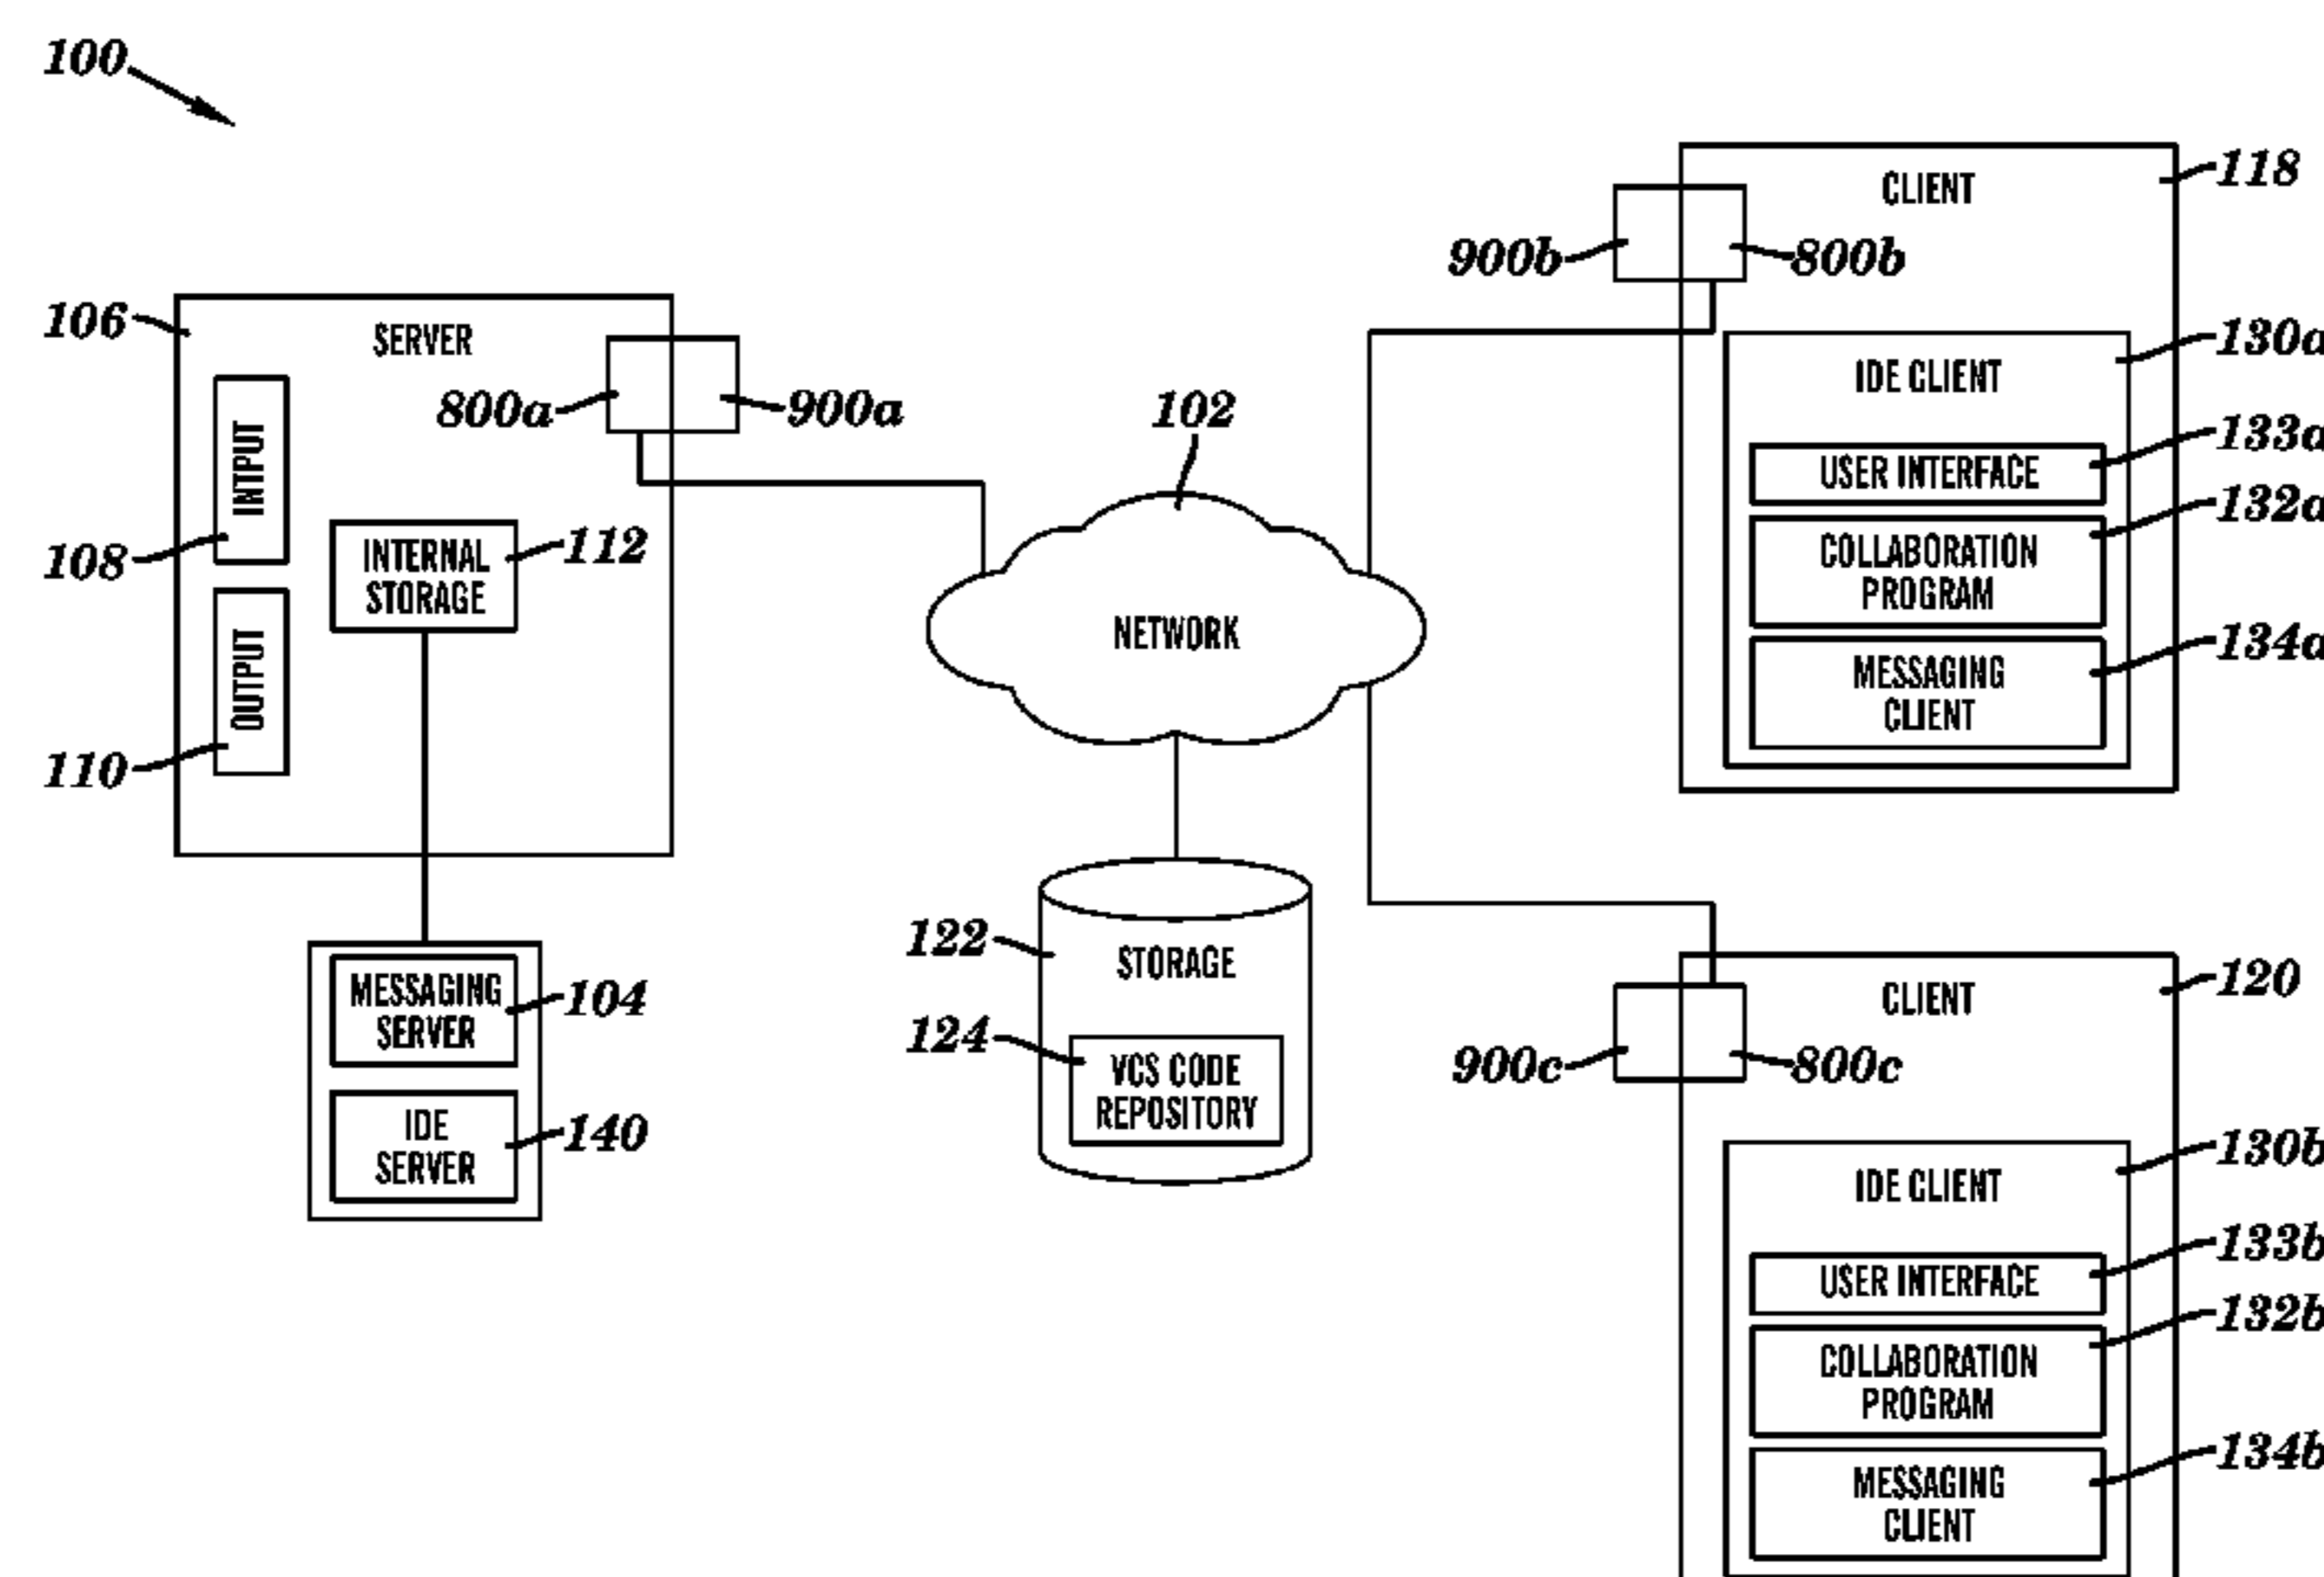 100
106
SERVER
800a
900a
INTPUT
108
OUTPUT
110
INTERNAL
STORAGE
112
MESSAGING
SERVER
104
IDE
SERVER
140
102
NETWORK
122
STORAGE
124
VCS CODE
REPOSITORY
CLIENT
118
900b
800b
IDE CLIENT
130a
USER INTERFACE
133a
COLLABORATION
PROGRAM
132a
MESSAGING
CLIENT
134a
CLIENT
120
900c
800c
IDE CLIENT
130b
USER INTERFACE
133b
COLLABORATION
PROGRAM
132b
MESSAGING
CLIENT
134b